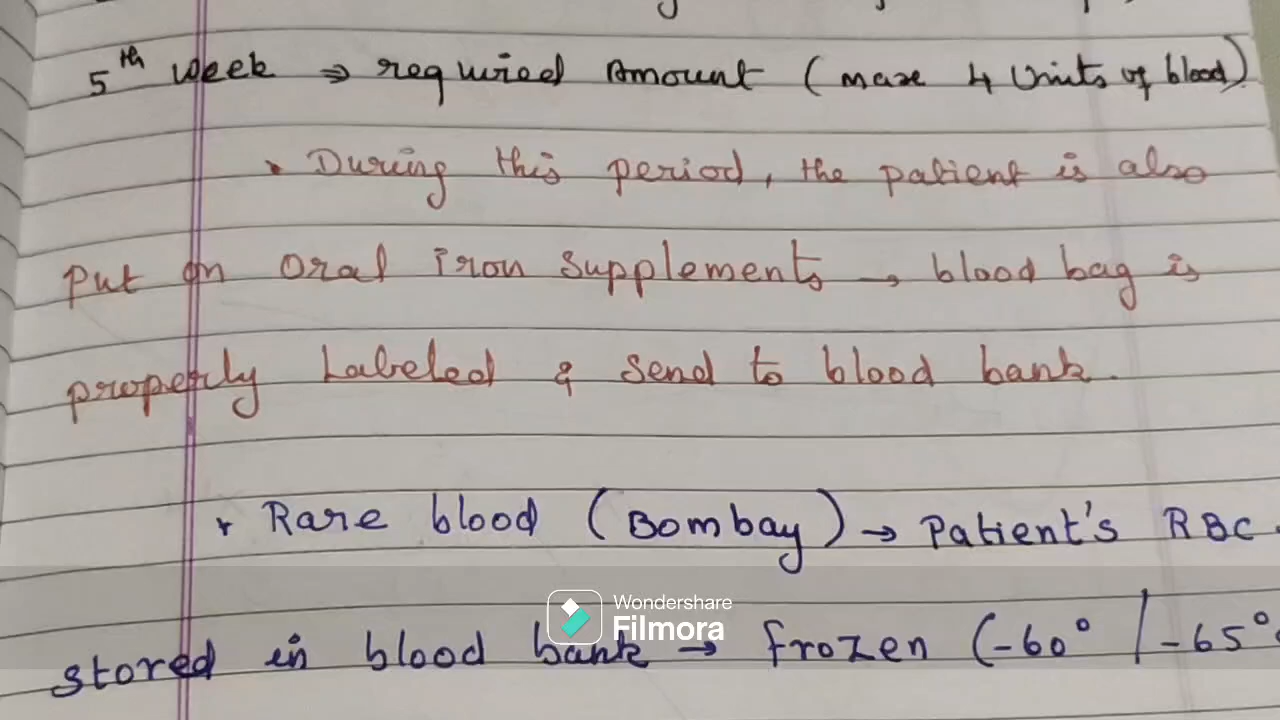 5th week ⇒ requried Amount (max 4 Units of blood)
• During this period, the patient is also
Put on Oral iron supplements → blood bag is
properly Labeled & Send to blood bank.
* Rare blood (Bombay) → Patient's RBC
stored in blood bank → frozen (-60° / -65°
Wondershare
Filmora